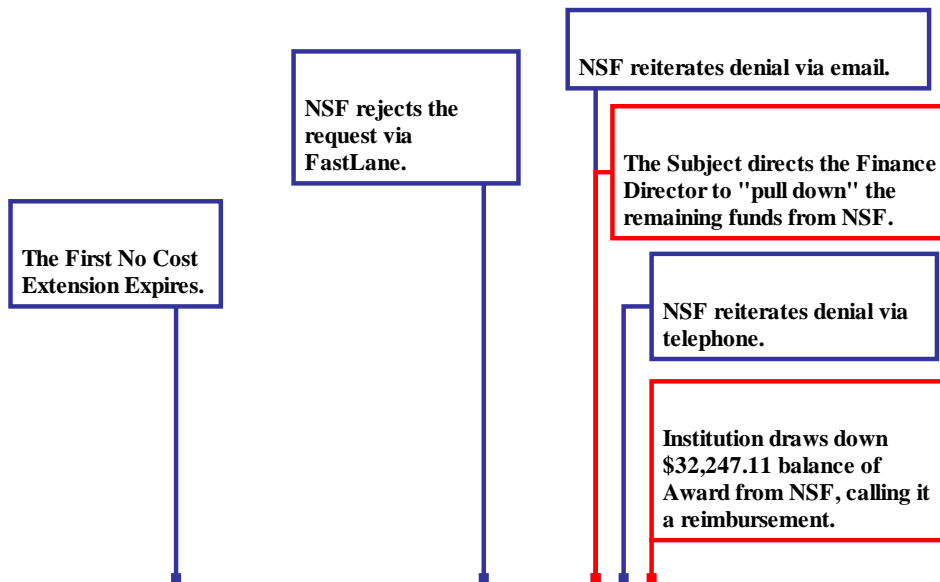 NSF reiterates denial via email.
NSF rejects the
request via
FastLane.
The Subject directs the Finance
Director to "pull down" the
remaining funds from NSF.
The First No Cost
Extension Expires.
NSF reiterates denial via
telephone.
Institution draws down
$32,247.11 balance of
Award from NSF, calling it
a reimbursement.